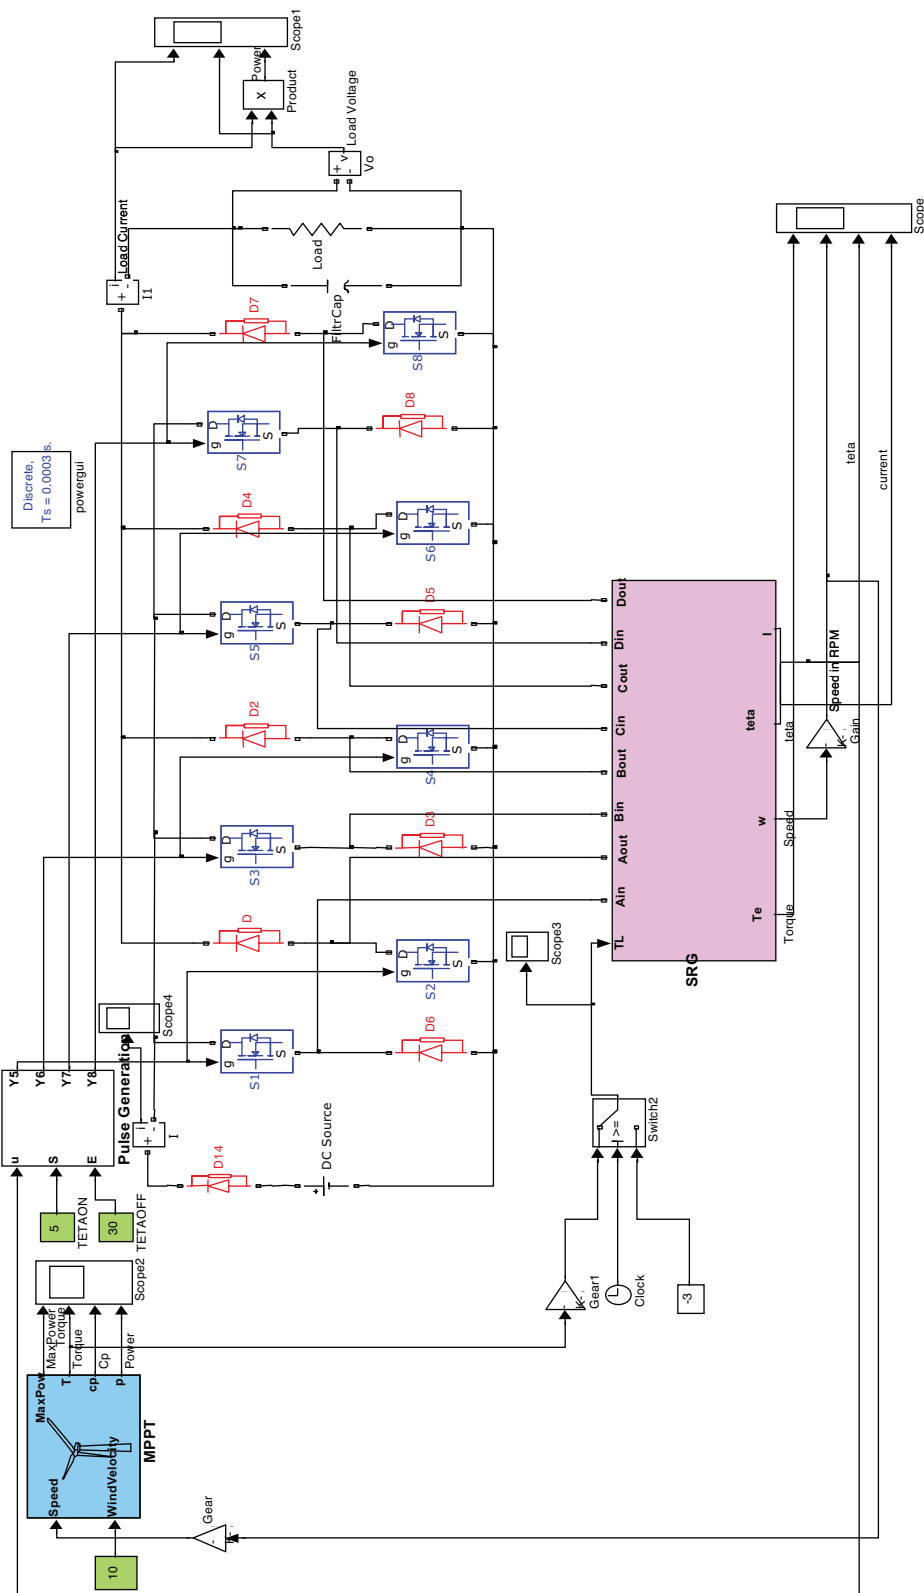 Scope1
Power
X
Product
Load Voltage
+ v
-
Vo
Load Current
+ i
-
I1
Load
FiltrCap
Scope
Discrete,
Ts = 0.0003 s.
powergui
D7
g D S
S8
g D S
S7
D8
D4
g D S
S6
g D S
S5
D5
D2
g D S
S4
g D S
S3
D3
D
g D S
S2
g D S
S1
D6
teta
current
Dout
Din
Cout
Cin
Bout
Bin
Aout
Ain
TL
I
teta
w
Te
SRG
Speed in RPM
teta
Speed
Torque
Gain
Scope3
Scope4
Y5
Y6
Y7
Y8
u
S
E
Pulse Generation
+ i
-
I
D14
+
DC Source
5
TETAON
30
TETAOFF
Scope2
MaxPower
Torque
Torque
Cp
Power
MaxPow
T
cp
p
Speed
WindVelocity
MPPT
10
Gear
Gear1
Clock
-3
>=
Switch2